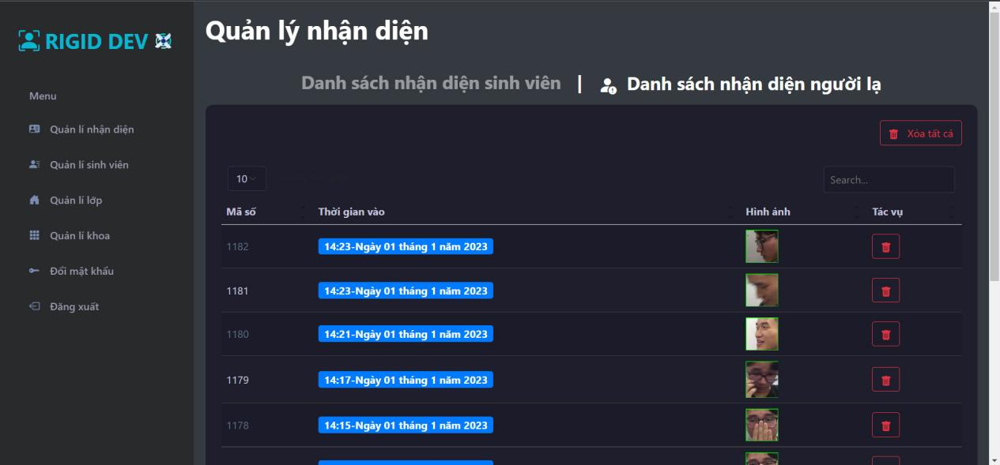 RIGID DEV
Menu
Quản lí nhận diện
Quản lí sinh viên
Quản lí lớp
Quản lí khoa
Đổi mật khẩu
Đăng xuất
Quản lý nhận diện
Danh sách nhận diện sinh viên | Danh sách nhận diện người lạ
Xóa tất cả
10
Search...
Mã số Thời gian vào Hình ảnh Tác vụ
1182 14:23-Ngày 01 tháng 1 năm 2023
1181 14:23-Ngày 01 tháng 1 năm 2023
1180 14:21-Ngày 01 tháng 1 năm 2023
1179 14:17-Ngày 01 tháng 1 năm 2023
1178 14:15-Ngày 01 tháng 1 năm 2023